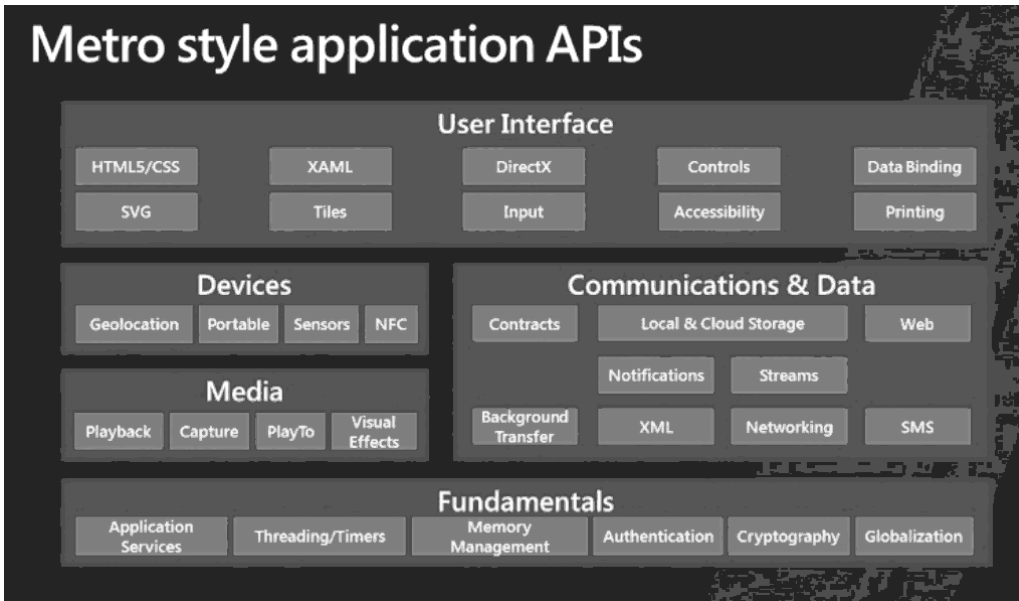 Metro style application APIs
User Interface
HTML5/CSS
XAML
DirectX
Controls
Data Binding
SVG
Tiles
Input
Accessibility
Printing
Devices
Geolocation
Portable
Sensors
NFC
Communications & Data
Contracts
Local & Cloud Storage
Web
Notifications
Streams
Background
Transfer
XML
Networking
SMS
Media
Playback
Capture
PlayTo
Visual
Effects
Fundamentals
Application
Services
Threading/Timers
Memory
Management
Authentication
Cryptography
Globalization